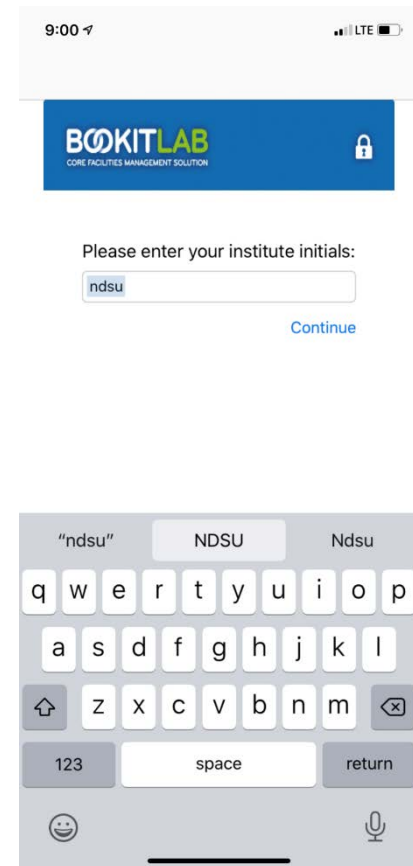 9:00 LTE
BOOKITLAB
CORE FACILITIES MANAGEMENT SOLUTION
Please enter your institute initials:
ndsu
Continue
“ndsu” NDSU Ndsu
q w e r t y u i o p
a s d f g h j k l
z x c v b n m
123 space return